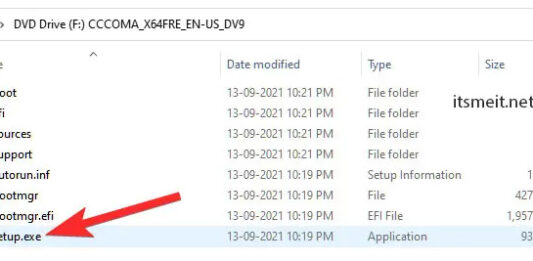 DVD Drive (F:) CCCOMA_X64FRE_EN-US_DV9
Date modified Type Size
oot 13-09-2021 10:21 PM File folder
fi 13-09-2021 10:21 PM File folder
itsmeit.net
ources 13-09-2021 10:21 PM File folder
upport 13-09-2021 10:21 PM File folder
utorun.inf 13-09-2021 10:19 PM Setup Information 1
ootmgr 13-09-2021 10:19 PM File 427
ootmgr.efi 13-09-2021 10:19 PM EFI File 1,957
etup.exe 13-09-2021 10:19 PM Application 93